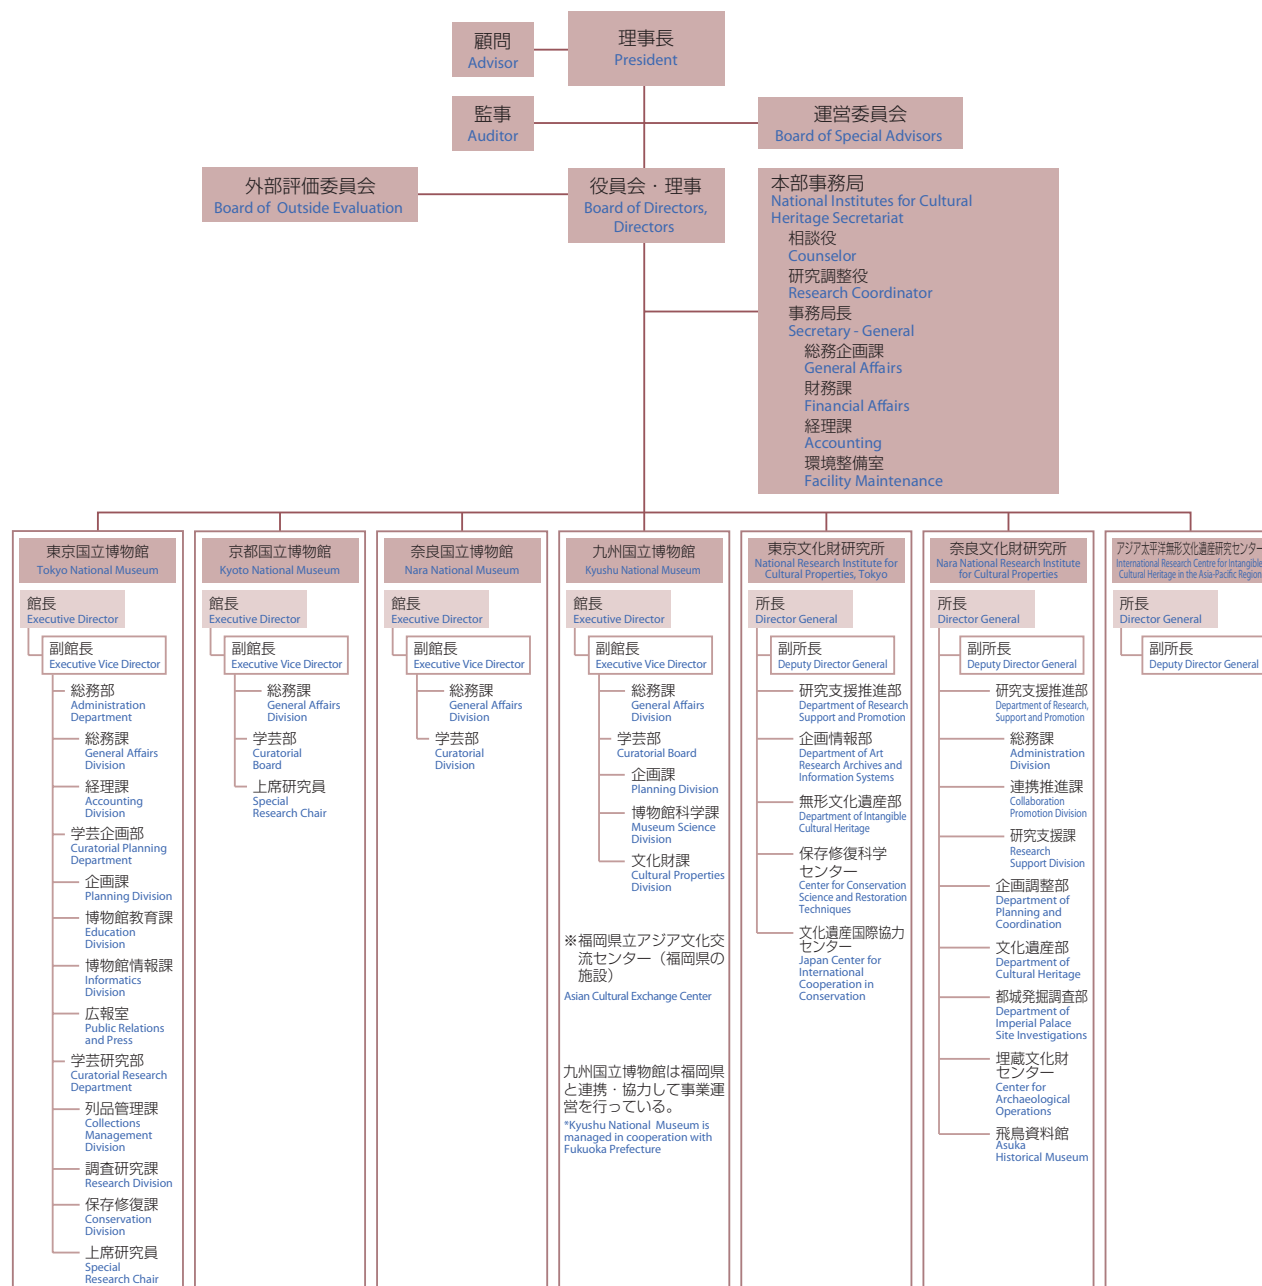 顧問
Advisor
理事長
President
監事
Auditor
運営委員会
Board of Special Advisors
外部評価委員会
Board of Outside Evaluation
役員会・理事
Board of Directors,
Directors
本部事務局
National Institutes for Cultural
Heritage Secretariat
相談役
Counselor
研究調整役
Research Coordinator
事務局長
Secretary - General
総務企画課
General Affairs
財務課
Financial Affairs
経理課
Accounting
環境整備室
Facility Maintenance
東京国立博物館
Tokyo National Museum
館長
Executive Director
副館長
Executive Vice Director
総務部
Administration
Department
総務課
General Affairs
Division
経理課
Accounting
Division
学芸企画部
Curatorial Planning
Department
企画課
Planning Division
博物館教育課
Education
Division
博物館情報課
Informatics
Division
広報室
Public Relations
and Press
学芸研究部
Curatorial Research
Department
列品管理課
Collections
Management
Division
調査研究課
Research Division
保存修復課
Conservation
Division
上席研究員
Special
Research Chair
京都国立博物館
Kyoto National Museum
館長
Executive Director
副館長
Executive Vice Director
総務課
General Affairs
Division
学芸部
Curatorial
Board
上席研究員
Special
Research Chair
奈良国立博物館
Nara National Museum
館長
Executive Director
副館長
Executive Vice Director
総務課
General Affairs
Division
学芸部
Curatorial
Division
九州国立博物館
Kyushu National Museum
館長
Executive Director
副館長
Executive Vice Director
総務課
General Affairs
Division
学芸部
Curatorial Board
企画課
Planning Division
博物館科学課
Museum Science
Division
文化財課
Cultural Properties
Division
※福岡県立アジア文化交
流センター（福岡県の
施設）
Asian Cultural Exchange Center
九州国立博物館は福岡県
と連携・協力して事業運
営を行っている。
*Kyushu National Museum is
managed in cooperation with
Fukuoka Prefecture
東京文化財研究所
National Research Institute for
Cultural Properties, Tokyo
所長
Director General
副所長
Deputy Director General
研究支援推進部
Department of Research
Support and Promotion
企画情報部
Department of Art
Research Archives and
Information Systems
無形文化遺産部
Department of Intangible
Cultural Heritage
保存修復科学
センター
Center for Conservation
Science and Restoration
Techniques
文化遺産国際協力
センター
Japan Center for
International
Cooperation in
Conservation
奈良文化財研究所
Nara National Research Institute
for Cultural Properties
所長
Director General
副所長
Deputy Director General
研究支援推進部
Department of Research,
Support and Promotion
総務課
Administration
Division
連携推進課
Collaboration
Promotion Division
研究支援課
Research
Support Division
企画調整部
Department of
Planning and
Coordination
文化遺産部
Department of
Cultural Heritage
都城発掘調査部
Department of
Imperial Palace
Site Investigations
埋蔵文化財
センター
Center for
Archaeological
Operations
飛鳥資料館
Asuka
Historical Museum
アジア太平洋無形文化遺産研究センター
International Research Centre for Intangible
Cultural Heritage in the Asia-Pacific Region
所長
Director General
副所長
Deputy Director General